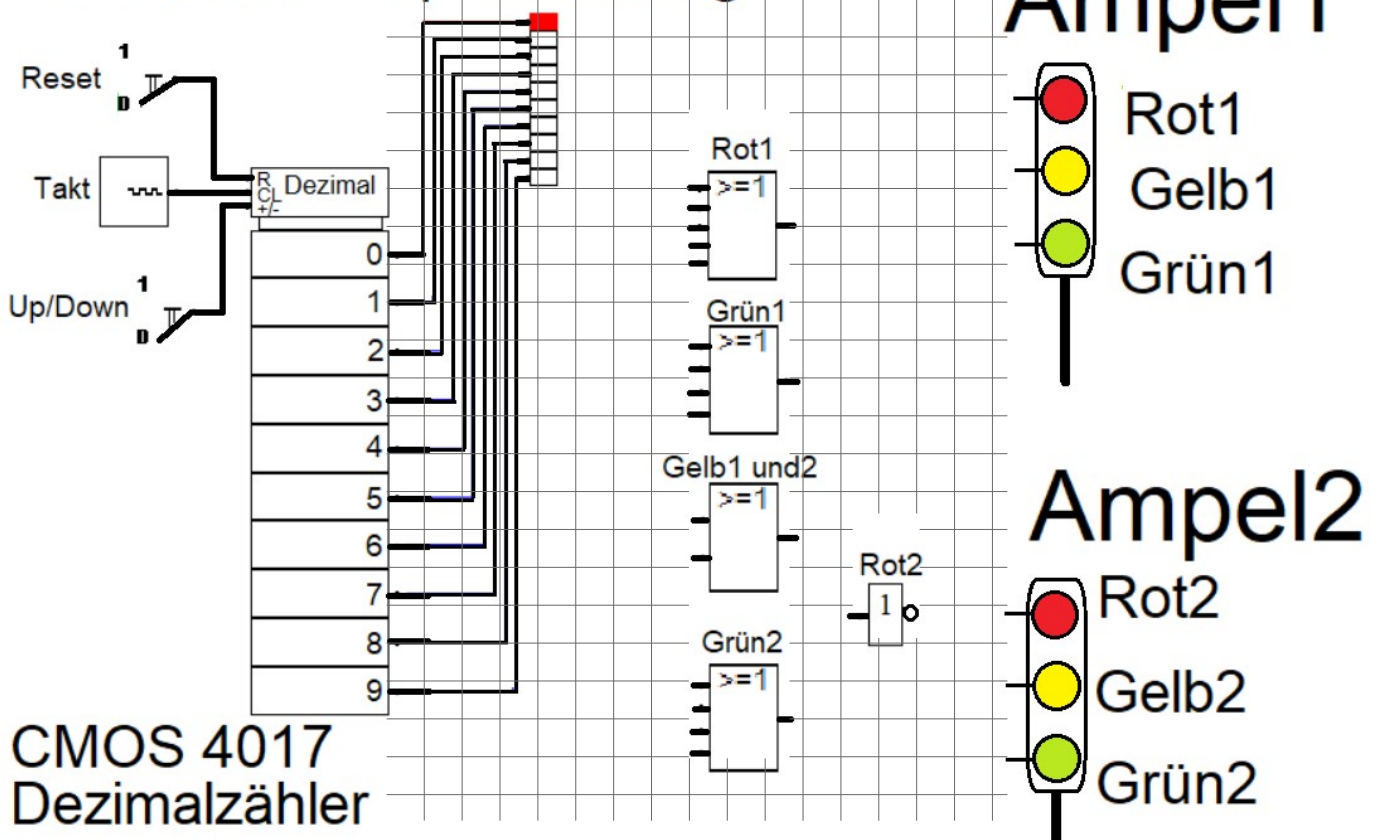 Ampel1
1
Reset
D
Takt
R
CL
+/-
Dezimal
1
Up/Down
D
0
1
2
3
4
5
6
7
8
9
CMOS 4017
Dezimalzähler
Rot1
>=1
Grün1
>=1
Gelb1 und2
>=1
Grün2
>=1
Rot2
1
Rot1
Gelb1
Grün1
Ampel2
Rot2
Gelb2
Grün2